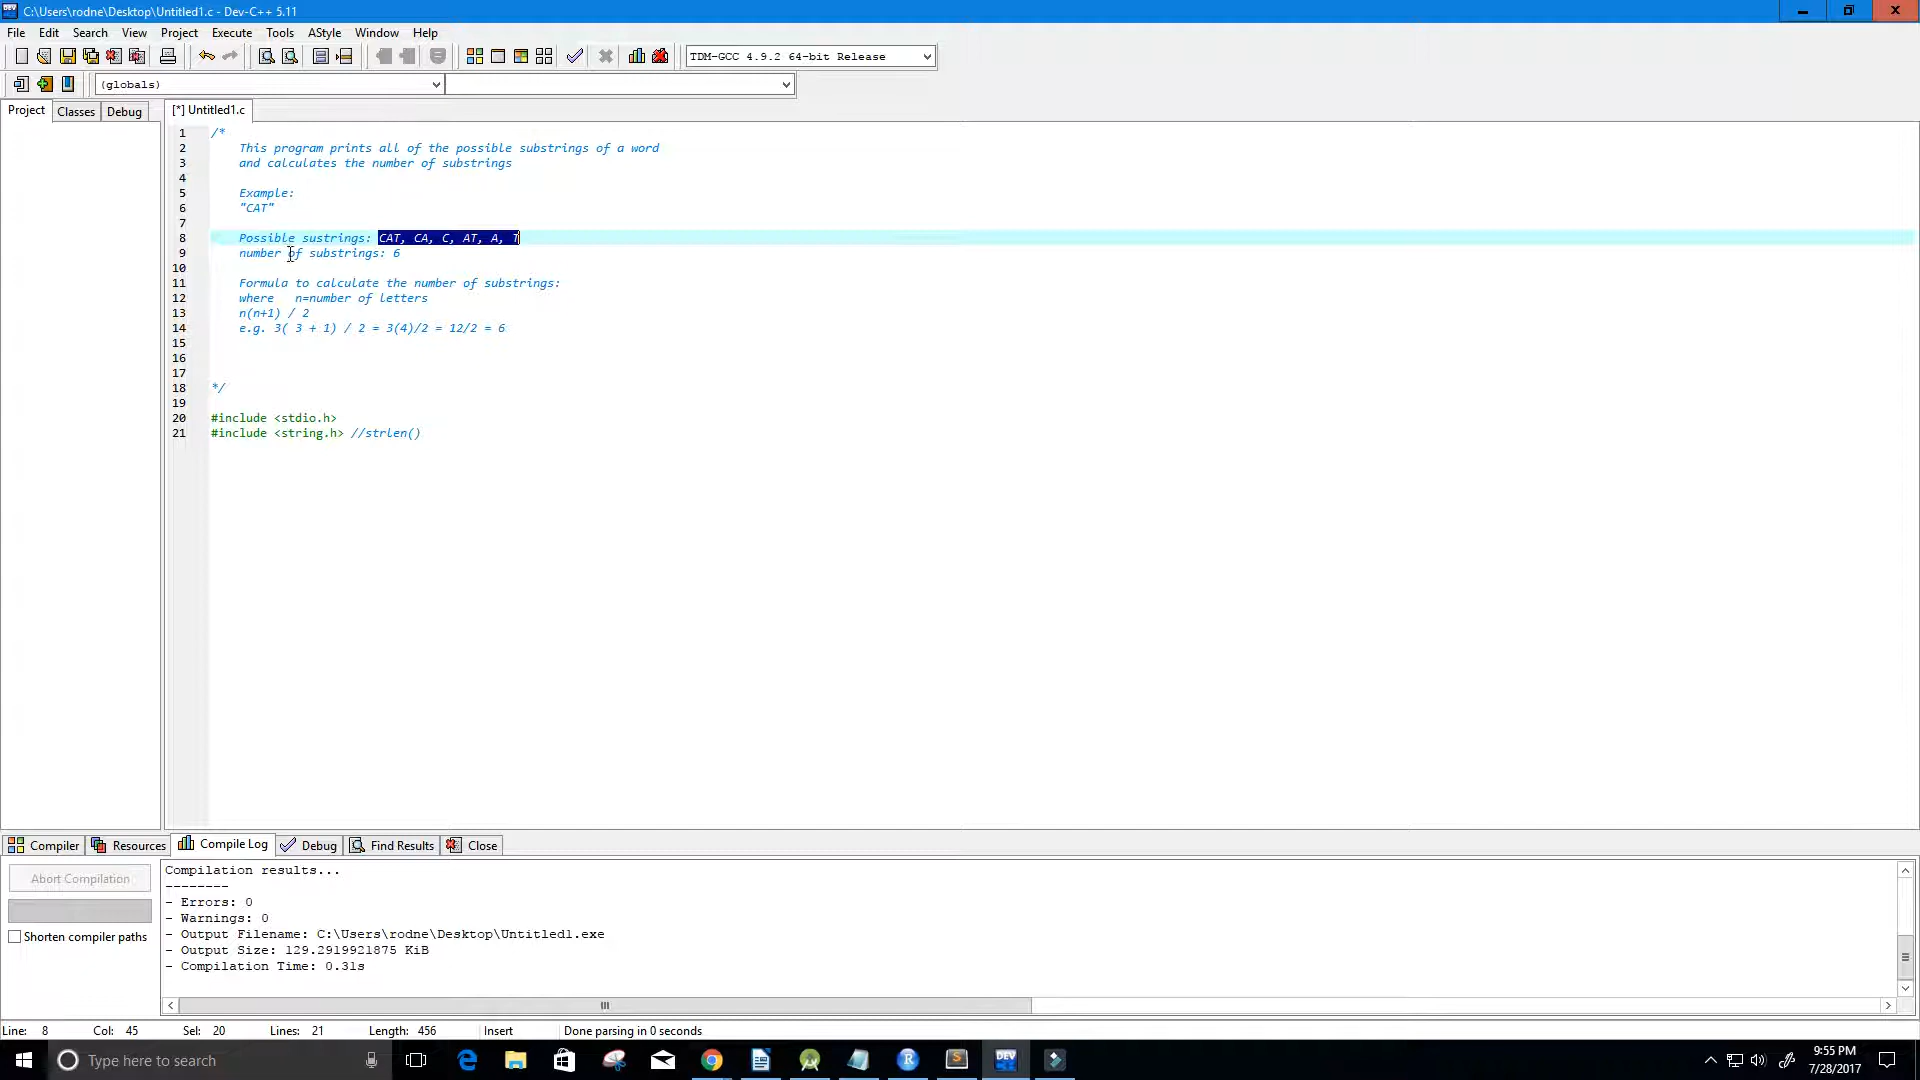 C:\Users\rodne\Desktop\Untitled1.c - Dev-C++ 5.11
File Edit Search View Project Execute Tools AStyle Window Help
TDM-GCC 4.9.2 64-bit Release
(globals)
Project Classes Debug
[*] Untitled1.c
1 /*
2 This program prints all of the possible substrings of a word
3 and calculates the number of substrings
4
5 Example:
6 "CAT"
7
8 Possible sustrings: CAT, CA, C, AT, A, T
9 number of substrings: 6
10
11 Formula to calculate the number of substrings:
12 where n=number of letters
13 n(n+1) / 2
14 e.g. 3( 3 + 1) / 2 = 3(4)/2 = 12/2 = 6
15
16
17
18 */
19
20 #include <stdio.h>
21 #include <string.h> //strlen()
Compiler Resources Compile Log Debug Find Results Close
Abort Compilation
Shorten compiler paths
Compilation results...
--------
- Errors: 0
- Warnings: 0
- Output Filename: C:\Users\rodne\Desktop\Untitled1.exe
- Output Size: 129.2919921875 KiB
- Compilation Time: 0.31s
Line: 8 Col: 45 Sel: 20 Lines: 21 Length: 456 Insert Done parsing in 0 seconds
Type here to search
DEV
9:55 PM
7/28/2017